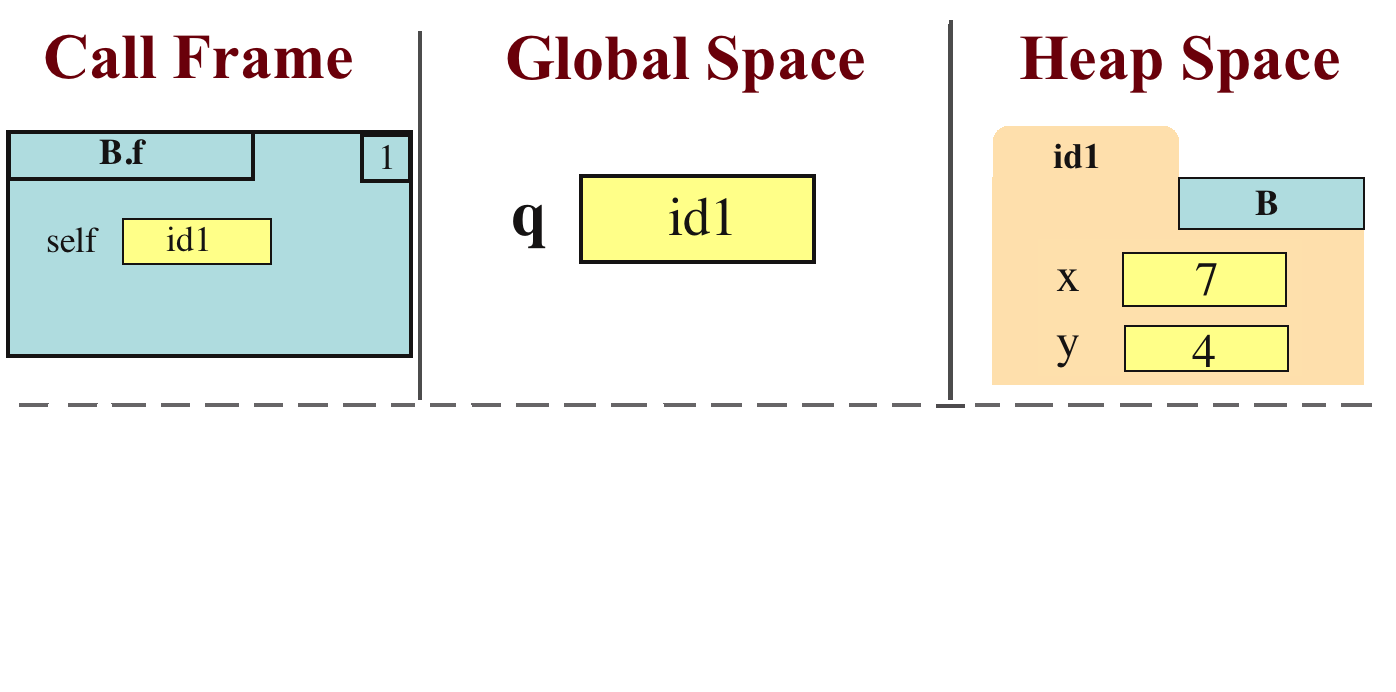 Call Frame
Global Space
Heap Space
B.f
1
self
id1
q
id1
id1
B
x
7
y
4